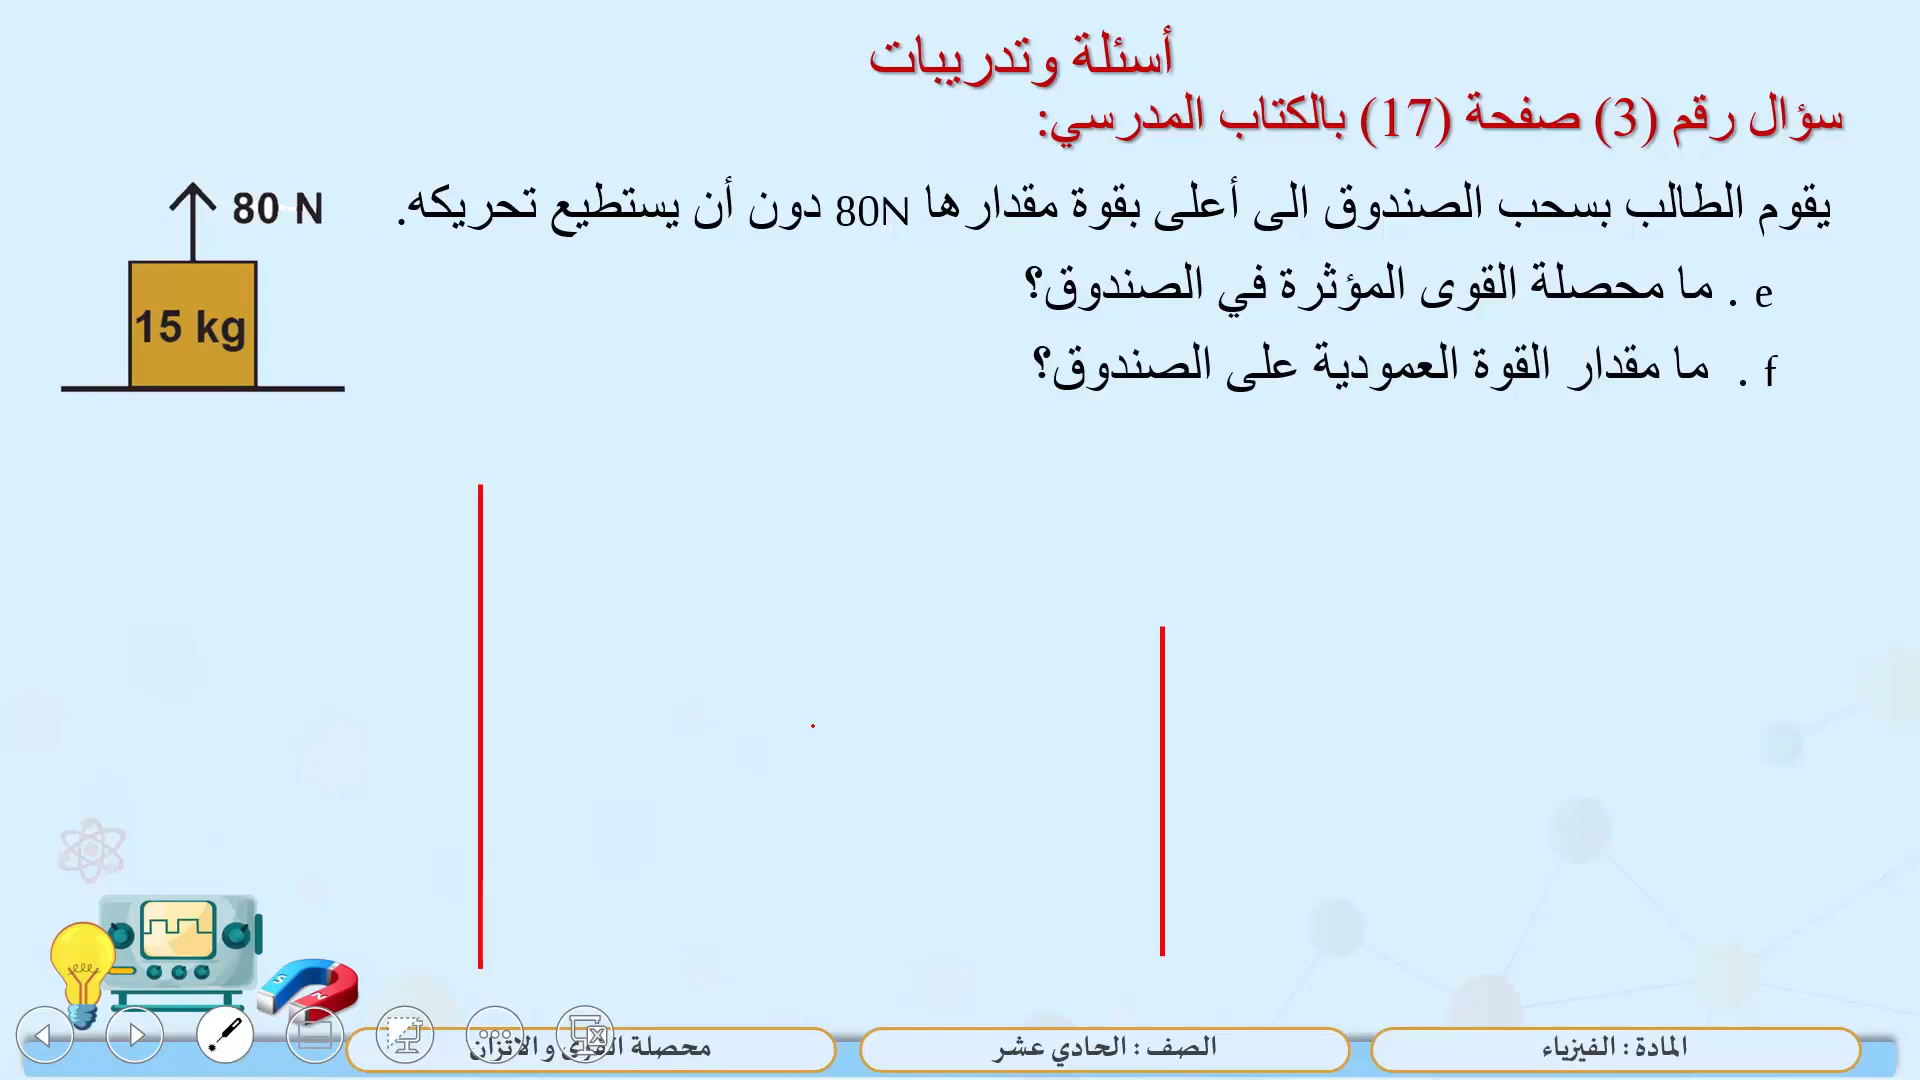 أسئلة وتدريبات
سؤال رقم (3) صفحة (17) بالكتاب المدرسي:
يقوم الطالب بسحب الصندوق الى أعلى بقوة مقدارها 80N دون أن يستطيع تحريكه.
e . ما محصلة القوى المؤثرة في الصندوق؟
f . ما مقدار القوة العمودية على الصندوق؟
80 N
15 kg
S
N
المادة : الفيزياء
الصف : الحادي عشر
محصلة القوى و الاتزان